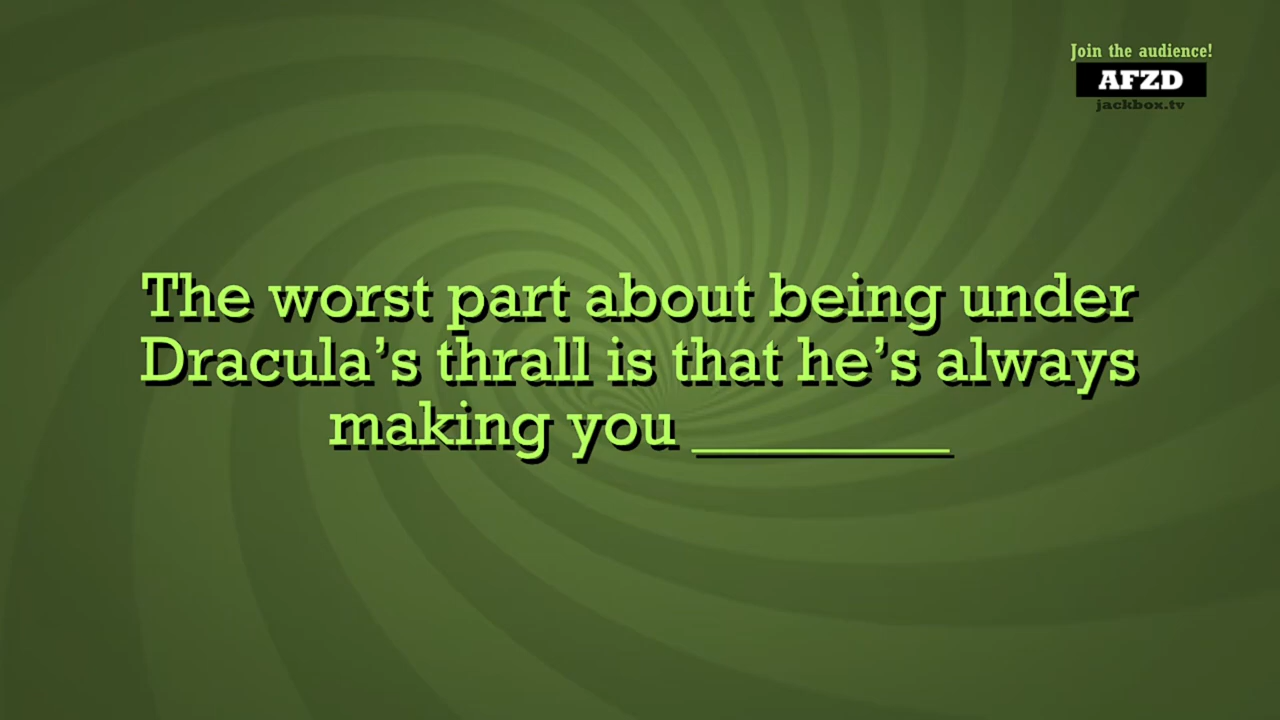 Join the audience!
AFZD
jackbox.tv
The worst part about being under
Dracula's thrall is that he's always
making you ________